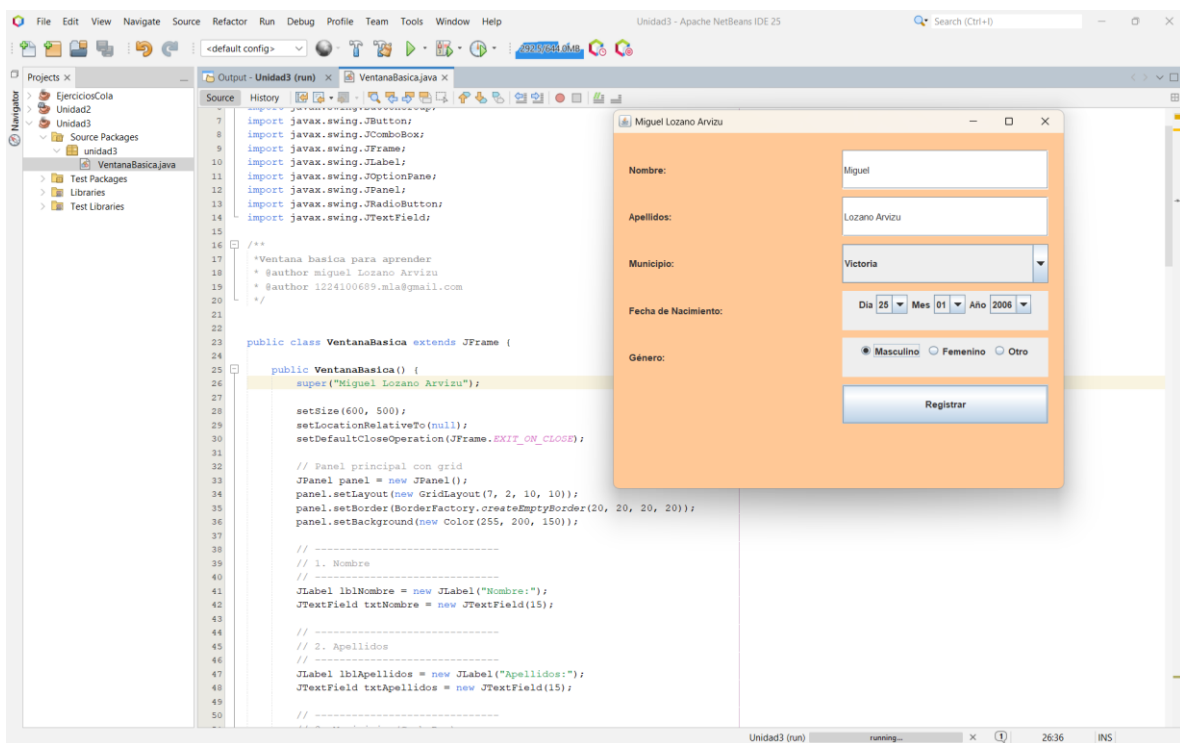 File Edit View Navigate Source Refactor Run Debug Profile Team Tools Window Help
Unidad3 - Apache NetBeans IDE 25
Search (Ctrl+I)
<default config>
Projects
Output - Unidad3 (run)
VentanaBasica.java
Navigator
EjerciciosCola
Unidad2
Unidad3
Source Packages
unidad3
VentanaBasica.java
Test Packages
Libraries
Test Libraries
Source History
7 import javax.swing.JButton;
8 import javax.swing.JComboBox;
9 import javax.swing.JFrame;
10 import javax.swing.JLabel;
11 import javax.swing.JOptionPane;
12 import javax.swing.JPanel;
13 import javax.swing.JRadioButton;
14 import javax.swing.JTextField;
15
16 /**
17 *Ventana basica para aprender
18 * @author miguel Lozano Arvizu
19 * @author 1224100689.mla@gmail.com
20 */
21
22
23 public class VentanaBasica extends JFrame {
24
25 public VentanaBasica() {
26 super("Miguel Lozano Arvizu");
27
28 setSize(600, 500);
29 setLocationRelativeTo(null);
30 setDefaultCloseOperation(JFrame.EXIT_ON_CLOSE);
31
32 // Panel principal con grid
33 JPanel panel = new JPanel();
34 panel.setLayout(new GridLayout(7, 2, 10, 10));
35 panel.setBorder(BorderFactory.createEmptyBorder(20, 20, 20, 20));
36 panel.setBackground(new Color(255, 200, 150));
37
38 // -------------------------------
39 // 1. Nombre
40 // -------------------------------
41 JLabel lblNombre = new JLabel("Nombre:");
42 JTextField txtNombre = new JTextField(15);
43
44 // -------------------------------
45 // 2. Apellidos
46 // -------------------------------
47 JLabel lblApellidos = new JLabel("Apellidos:");
48 JTextField txtApellidos = new JTextField(15);
49
50 // -------------------------------
Miguel Lozano Arvizu
Nombre: Miguel
Apellidos: Lozano Arvizu
Municipio: Victoria
Fecha de Nacimiento: Dia 25 Mes 01 Año 2006
Género: Masculino Femenino Otro
Registrar
Unidad3 (run) running... 1 26:36 INS